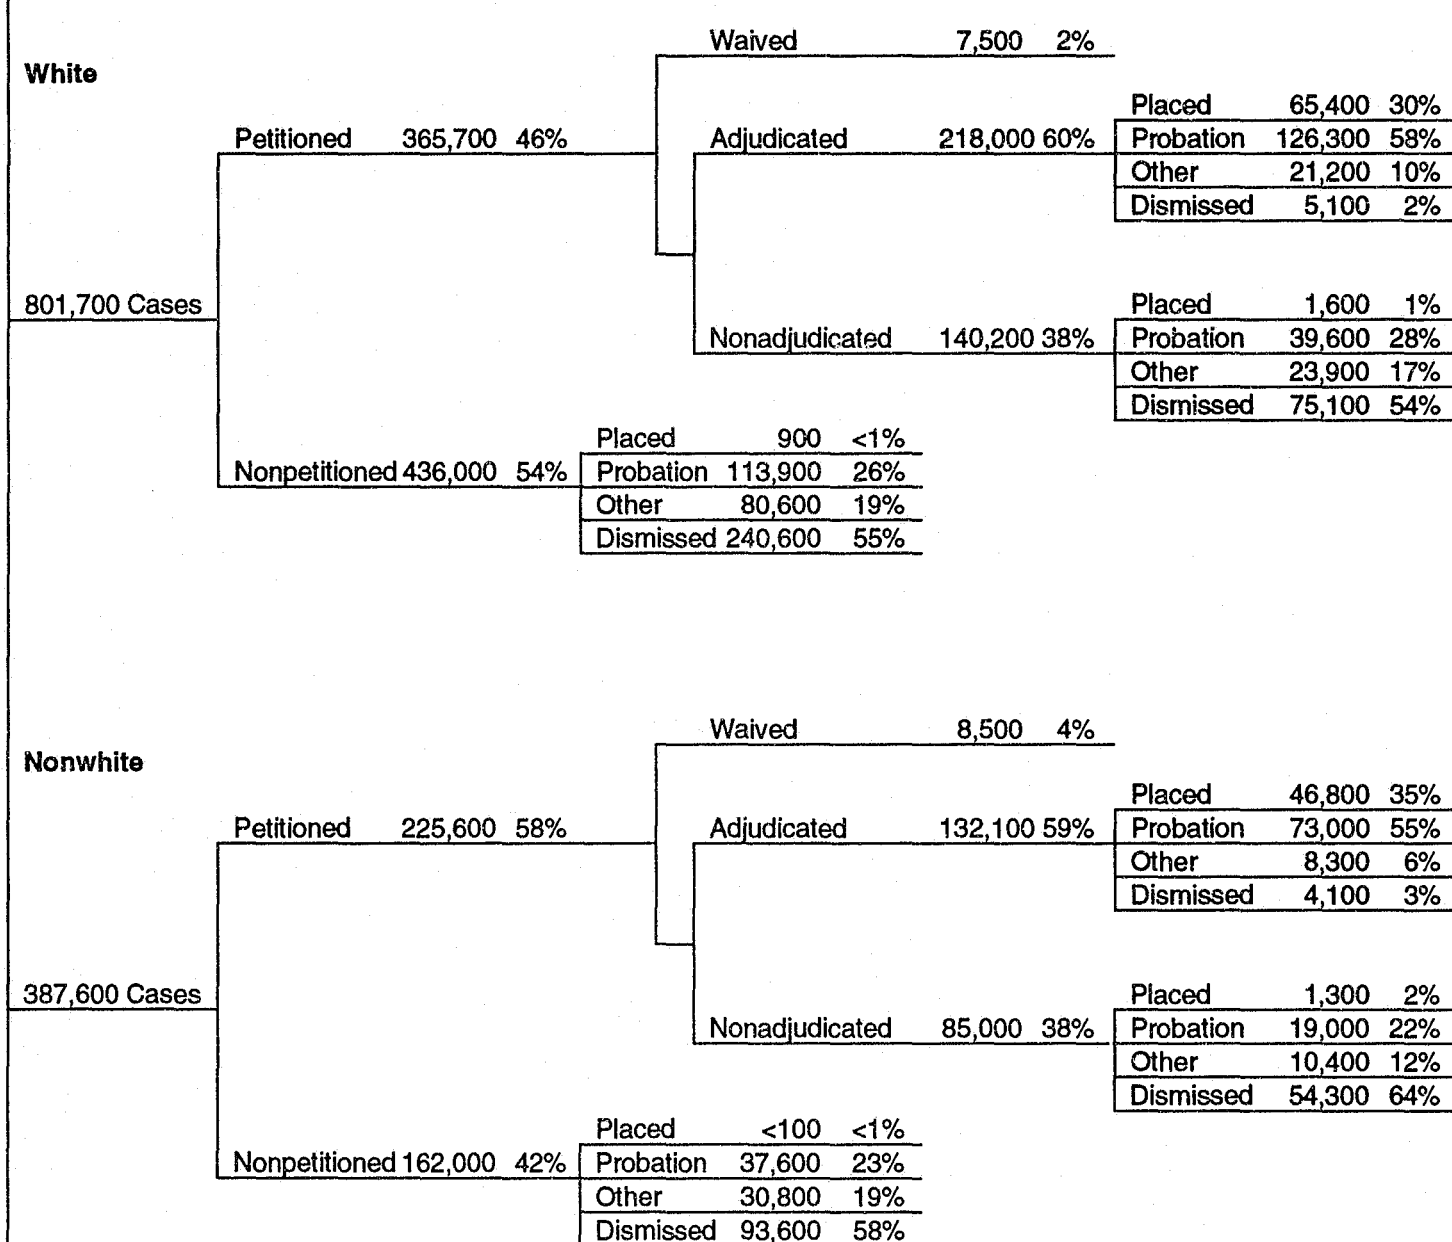 Waived 7,500 2%
White
Placed 65,400 30%
Petitioned 365,700 46% Adjudicated 218,000 60% Probation 126,300 58%
Other 21,200 10%
Dismissed 5,100 2%
801,700 Cases Placed 1,600 1%
Nonadjudicated 140,200 38% Probation 39,600 28%
Other 23,900 17%
Dismissed 75,100 54%
Placed 900 <1%
Nonpetitioned 436,000 54% Probation 113,900 26%
Other 80,600 19%
Dismissed 240,600 55%
Waived 8,500 4%
Nonwhite
Placed 46,800 35%
Petitioned 225,600 58% Adjudicated 132,100 59% Probation 73,000 55%
Other 8,300 6%
Dismissed 4,100 3%
387,600 Cases Placed 1,300 2%
Nonadjudicated 85,000 38% Probation 19,000 22%
Other 10,400 12%
Dismissed 54,300 64%
Placed <100 <1%
Nonpetitioned 162,000 42% Probation 37,600 23%
Other 30,800 19%
Dismissed 93,600 58%